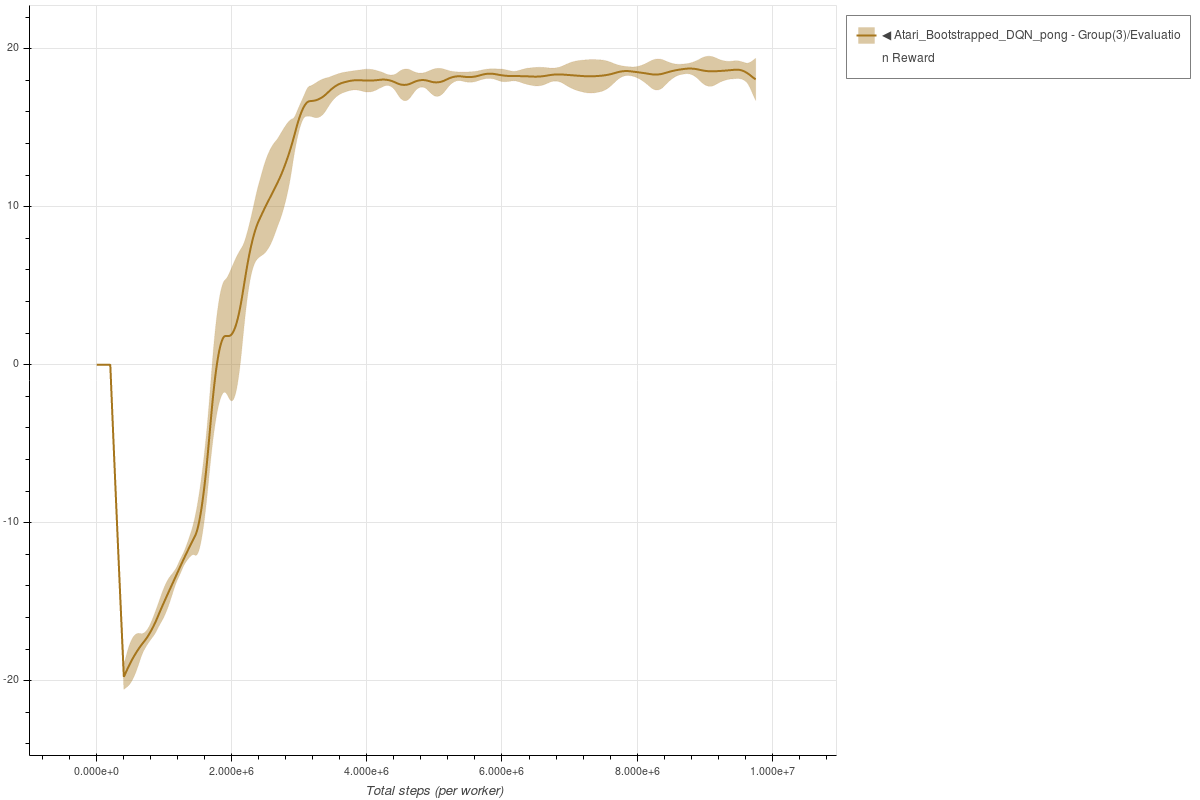 ◀ Atari_Bootstrapped_DQN_pong - Group(3)/Evaluatio
n Reward
20
10
0
-10
-20
0.000e+0 2.000e+6 4.000e+6 6.000e+6 8.000e+6 1.000e+7
Total steps (per worker)